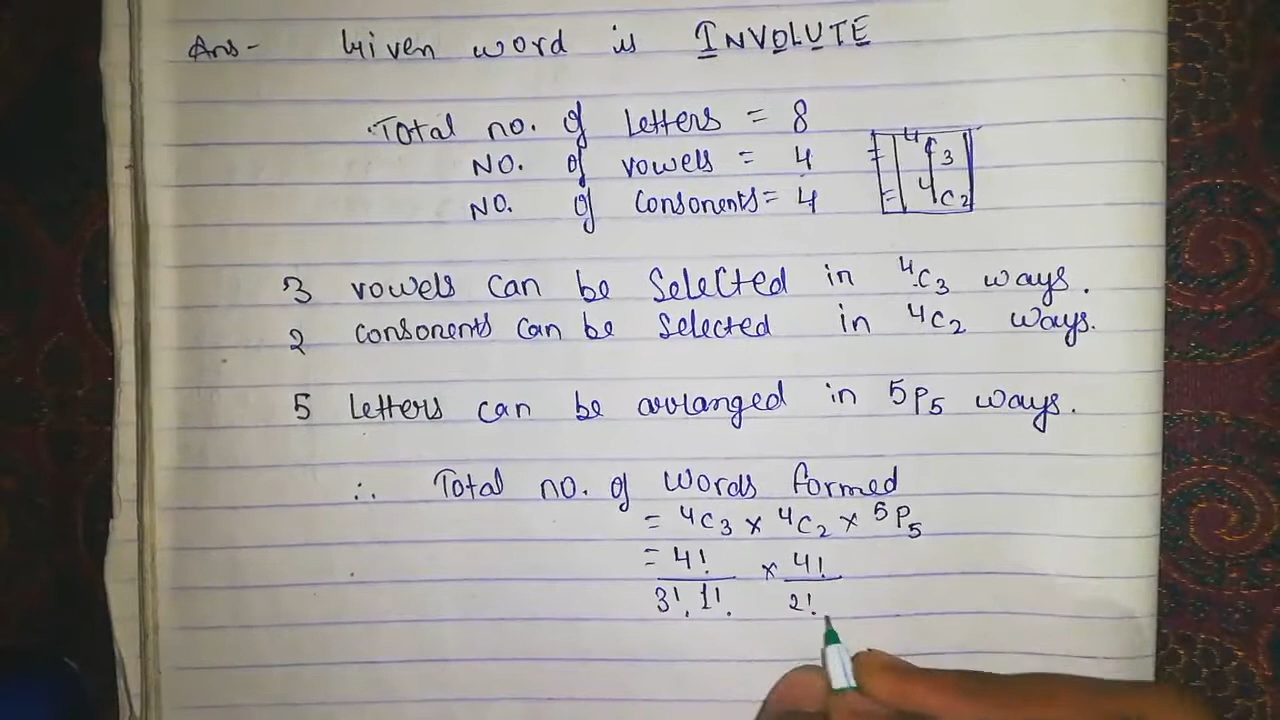 Ans - Given word is INVOLUTE
Total no. of letters = 8
NO. of vowels = 4
NO. of consonents = 4
4C3
= 4C2
3 vowels can be selected in 4C3 ways.
2 consonents can be selected in 4C2 ways.
5 letters can be arranged in 5P5 ways.
∴ Total no. of words formed
= 4C3 x 4C2 x 5P5
= 4! x 4!
3! . 1! . 2! .